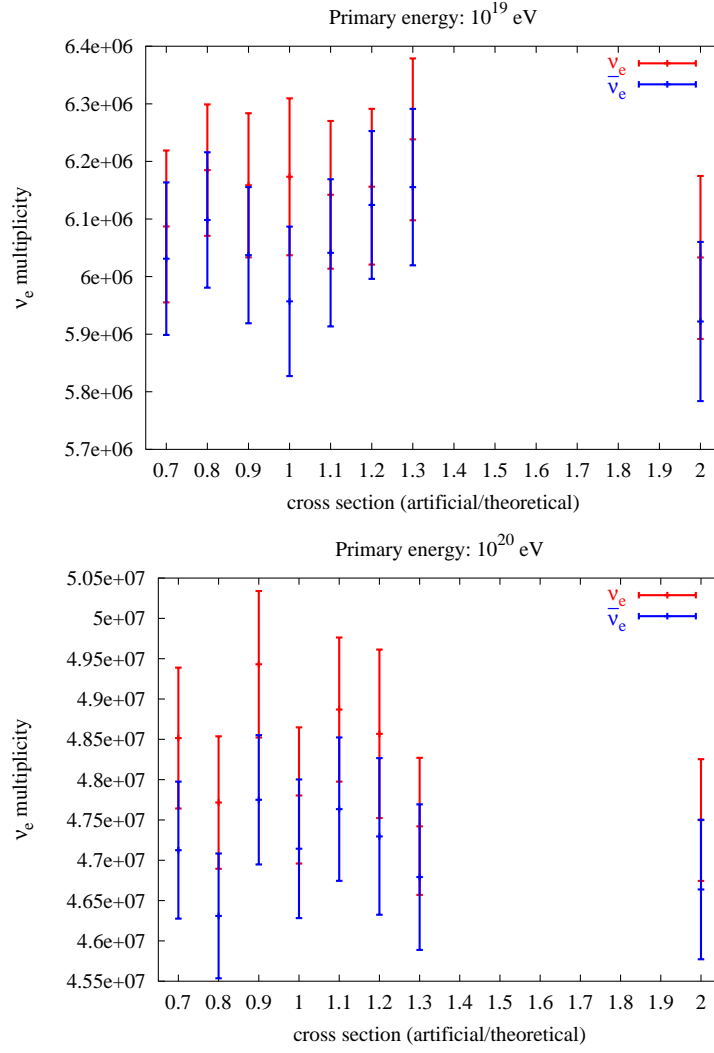 Primary energy: 10^19 eV
6.4e+06
6.3e+06
6.2e+06
6.1e+06
6e+06
5.9e+06
5.8e+06
5.7e+06
ν_e multiplicity
ν_e
ν̅_e
0.7 0.8 0.9 1 1.1 1.2 1.3 1.4 1.5 1.6 1.7 1.8 1.9 2
cross section (artificial/theoretical)
Primary energy: 10^20 eV
5.05e+07
5e+07
4.95e+07
4.9e+07
4.85e+07
4.8e+07
4.75e+07
4.7e+07
4.65e+07
4.6e+07
4.55e+07
ν_e multiplicity
ν_e
ν̅_e
0.7 0.8 0.9 1 1.1 1.2 1.3 1.4 1.5 1.6 1.7 1.8 1.9 2
cross section (artificial/theoretical)